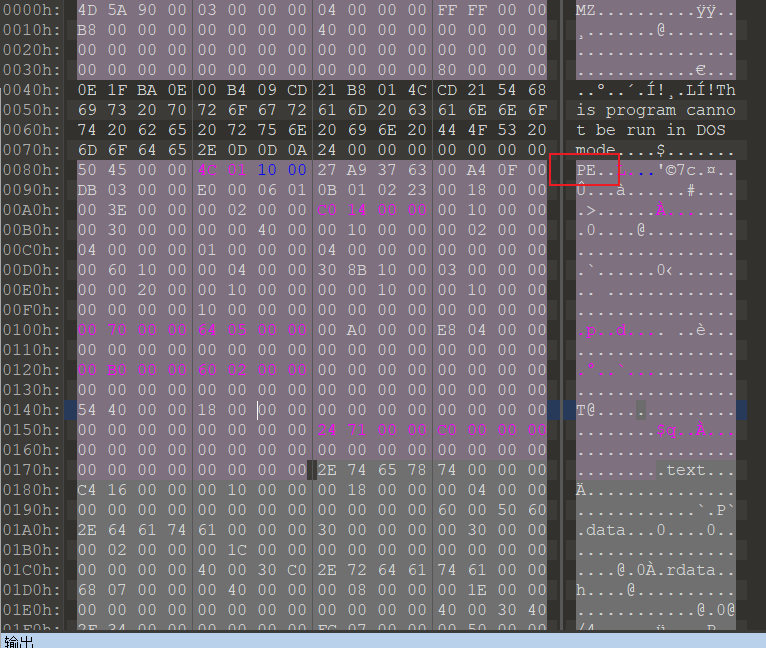 0000h: 4D 5A 90 00 03 00 00 00 04 00 00 00 FF FF 00 00 MZ..........ÿÿ..
0010h: B8 00 00 00 00 00 00 00 40 00 00 00 00 00 00 00 ¸.......@.......
0020h: 00 00 00 00 00 00 00 00 00 00 00 00 00 00 00 00 ................
0030h: 00 00 00 00 00 00 00 00 00 00 00 00 80 00 00 00 ............€...
0040h: 0E 1F BA 0E 00 B4 09 CD 21 B8 01 4C CD 21 54 68 ..º..´.Í!¸.LÍ!Th
0050h: 69 73 20 70 72 6F 67 72 61 6D 20 63 61 6E 6E 6F is program canno
0060h: 74 20 62 65 20 72 75 6E 20 69 6E 20 44 4F 53 20 t be run in DOS
0070h: 6D 6F 64 65 2E 0D 0D 0A 24 00 00 00 00 00 00 00 mode....$.......
0080h: 50 45 00 00 4C 01 10 00 27 A9 37 63 00 A4 0F 00 PE..L...'©7c.¤..
0090h: DB 03 00 00 E0 00 06 01 0B 01 02 23 00 18 00 00 Û...à......#....
00A0h: 00 3E 00 00 00 02 00 00 C0 14 00 00 00 10 00 00 .>......À.......
00B0h: 00 30 00 00 00 00 40 00 00 10 00 00 00 02 00 00 .0....@.........
00C0h: 04 00 00 00 01 00 00 00 04 00 00 00 00 00 00 00 ................
00D0h: 00 60 10 00 00 04 00 00 30 8B 10 00 03 00 00 00 .`......0‹......
00E0h: 00 00 20 00 00 10 00 00 00 00 10 00 00 10 00 00 .. .............
00F0h: 00 00 00 00 10 00 00 00 00 00 00 00 00 00 00 00 ................
0100h: 00 70 00 00 64 05 00 00 00 A0 00 00 E8 04 00 00 .p..d.... ..è...
0110h: 00 00 00 00 00 00 00 00 00 00 00 00 00 00 00 00 ................
0120h: 00 B0 00 00 60 02 00 00 00 00 00 00 00 00 00 00 .°..`...........
0130h: 00 00 00 00 00 00 00 00 00 00 00 00 00 00 00 00 ................
0140h: 54 40 00 00 18 00 00 00 00 00 00 00 00 00 00 00 T@..............
0150h: 00 00 00 00 00 00 00 00 34 71 00 00 C0 00 00 00 ........4q..À...
0160h: 00 00 00 00 00 00 00 00 00 00 00 00 00 00 00 00 ................
0170h: 00 00 00 00 00 00 00 00 2E 74 65 78 74 00 00 00 .........text...
0180h: C4 16 00 00 00 10 00 00 00 18 00 00 00 04 00 00 Ä...............
0190h: 00 00 00 00 00 00 00 00 00 00 00 00 60 00 50 60 ............`.P`
01A0h: 2E 64 61 74 61 00 00 00 30 00 00 00 00 30 00 00 .data...0....0..
01B0h: 00 02 00 00 00 1C 00 00 00 00 00 00 00 00 00 00 ................
01C0h: 00 00 00 00 40 00 30 C0 2E 72 64 61 74 61 00 00 ....@.0À.rdata..
01D0h: 68 07 00 00 00 40 00 00 00 08 00 00 00 1E 00 00 h....@..........
01E0h: 00 00 00 00 00 00 00 00 00 00 00 00 40 00 30 40 ............@.0@
01F0h: 2F 34 00 00 00 00 00 00 FC 07 00 00 00 50 00 00 /4......ü....P..
输出